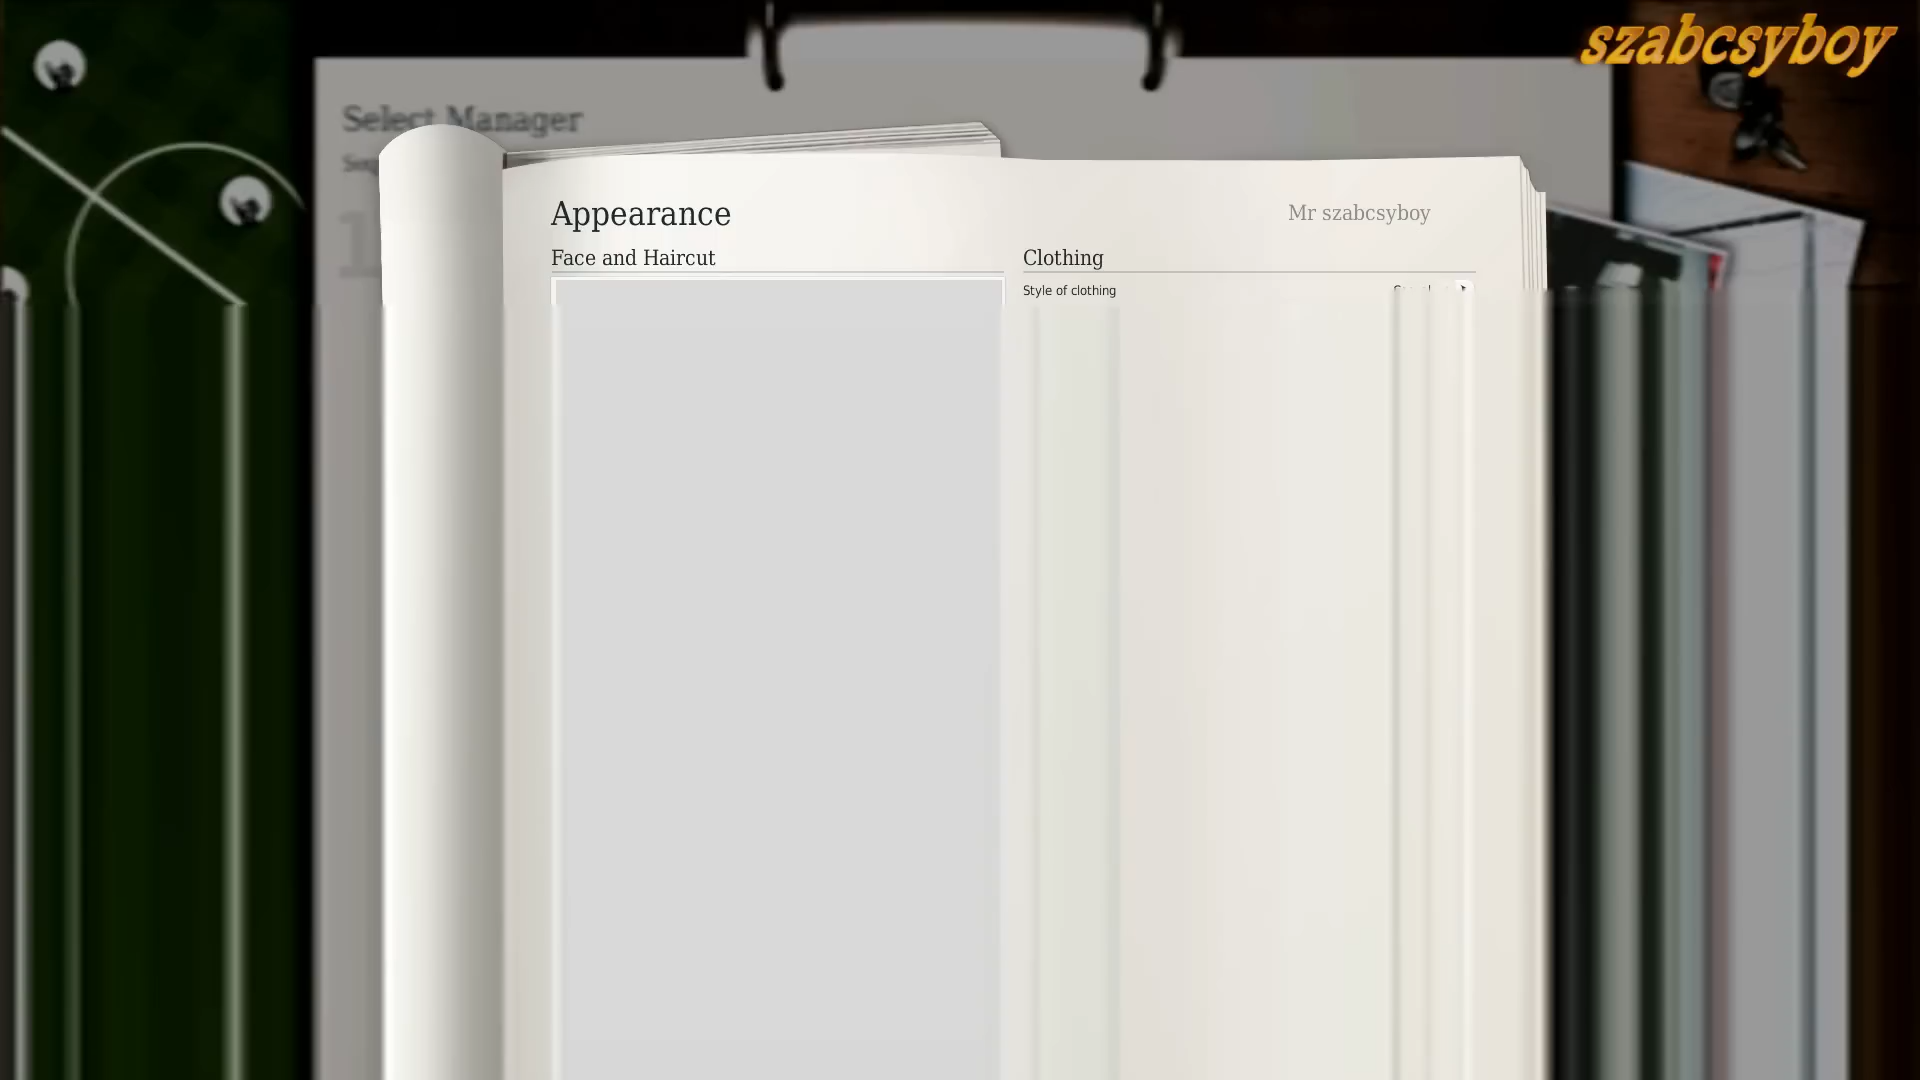 szabcsyboy
Select Manager
Appearance
Mr szabcsyboy
Face and Haircut
Clothing
Style of clothing